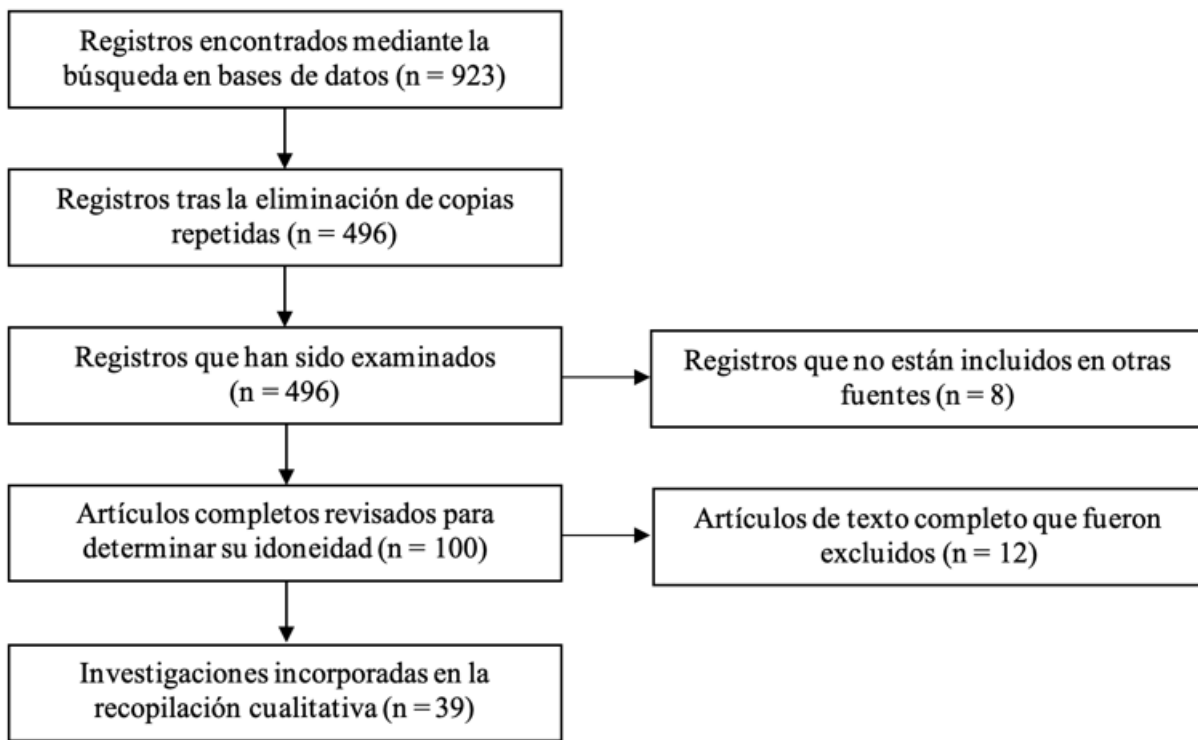 Registros encontrados mediante la
búsqueda en bases de datos (n = 923)
Registros tras la eliminación de copias
repetidas (n = 496)
Registros que han sido examinados
(n = 496)
Registros que no están incluidos en otras
fuentes (n = 8)
Artículos completos revisados para
determinar su idoneidad (n = 100)
Artículos de texto completo que fueron
excluidos (n = 12)
Investigaciones incorporadas en la
recopilación cualitativa (n = 39)